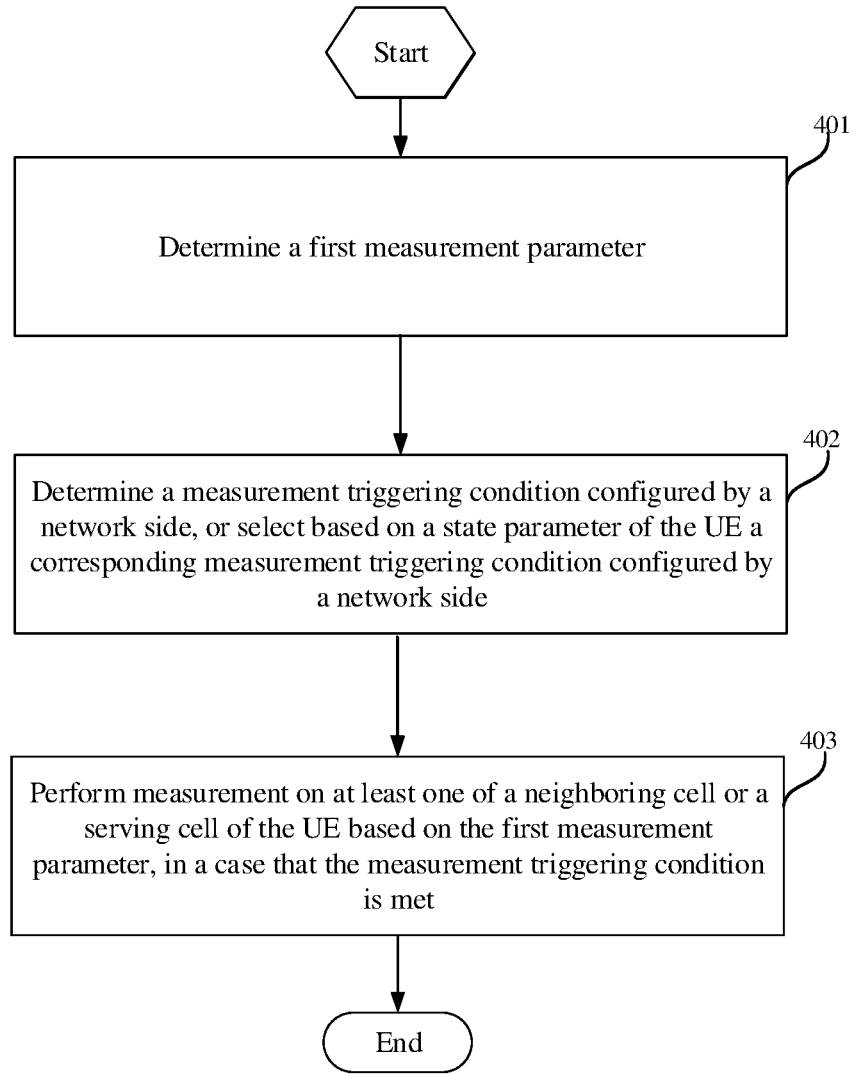 Start
401
Determine a first measurement parameter
402
Determine a measurement triggering condition configured by a
network side, or select based on a state parameter of the UE a
corresponding measurement triggering condition configured by
a network side
403
Perform measurement on at least one of a neighboring cell or a
serving cell of the UE based on the first measurement
parameter, in a case that the measurement triggering condition
is met
End